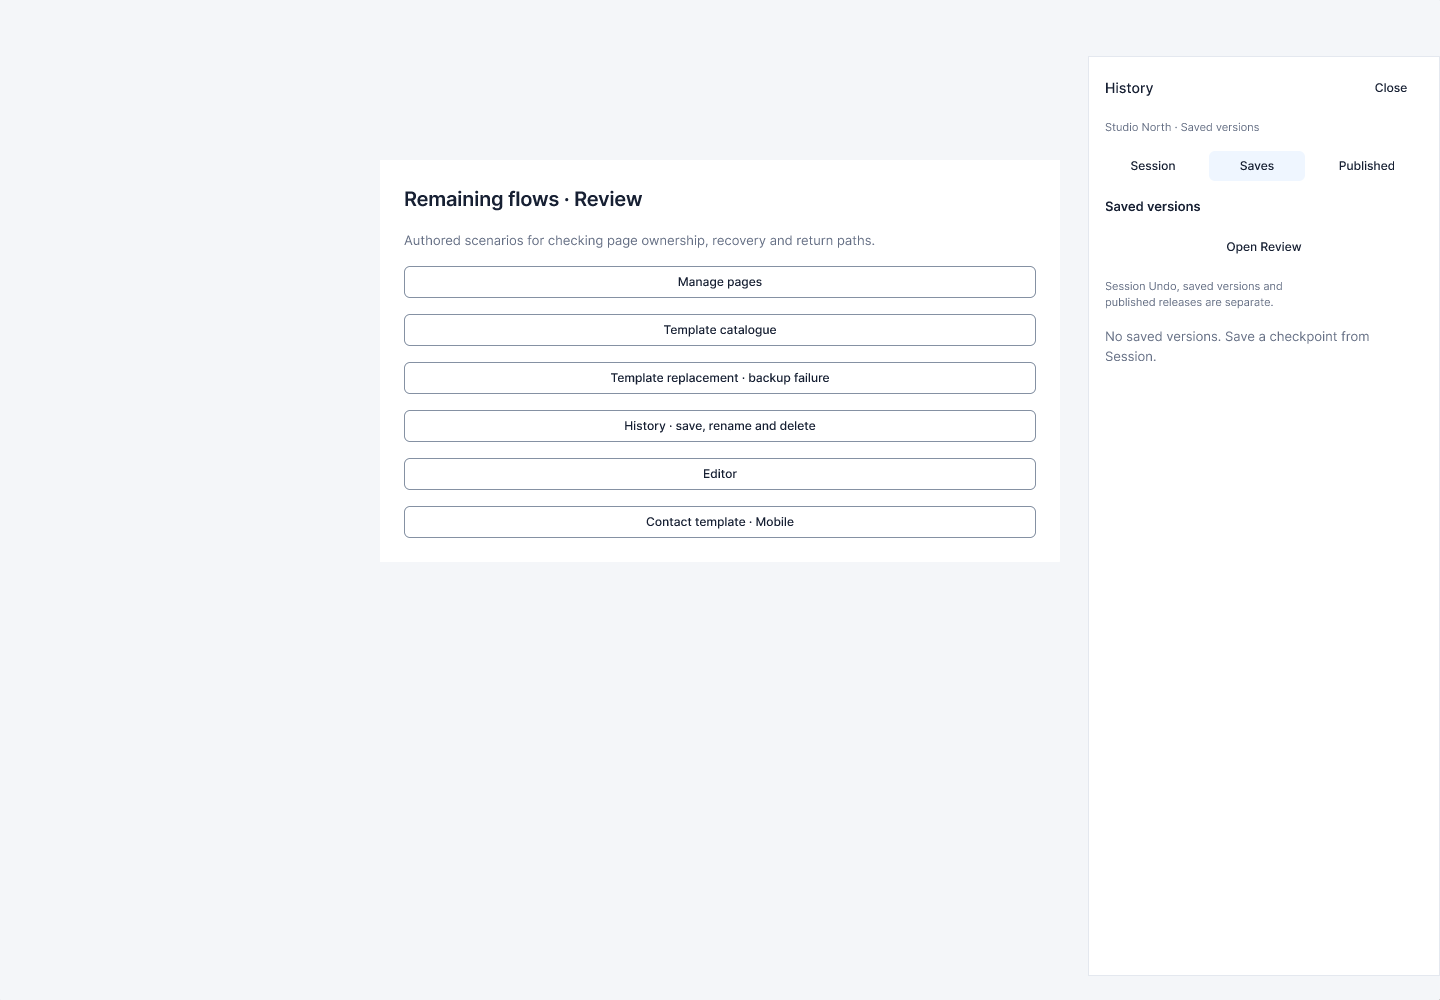 Remaining flows · Review
Authored scenarios for checking page ownership, recovery and return paths.
Manage pages
Template catalogue
Template replacement · backup failure
History · save, rename and delete
Editor
Contact template · Mobile
History
Close
Studio North · Saved versions
Session
Saves
Published
Saved versions
Open Review
Session Undo, saved versions and
published releases are separate.
No saved versions. Save a checkpoint from
Session.